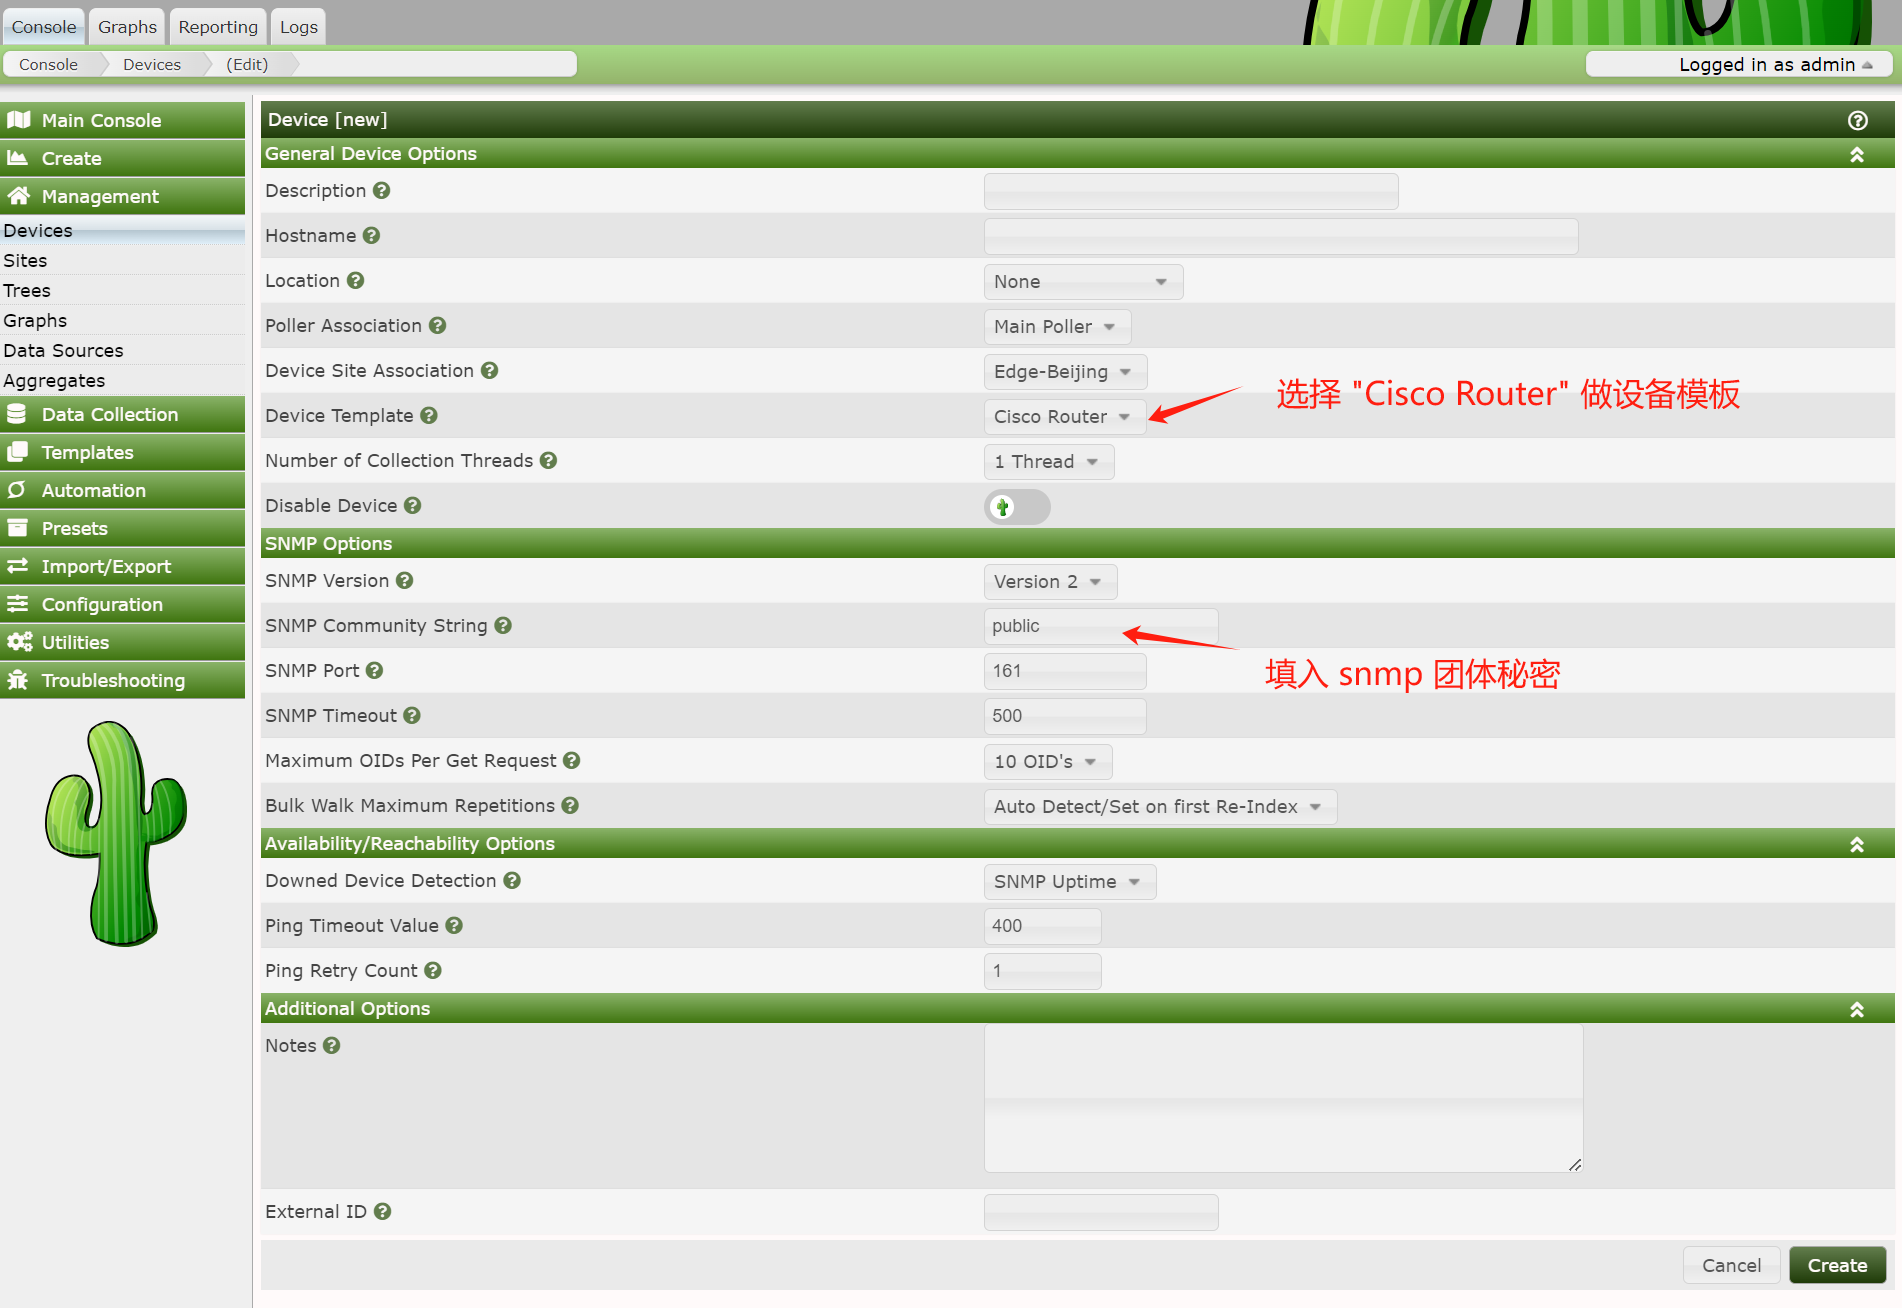 Console Graphs Reporting Logs
Console Devices (Edit)
Logged in as admin
Main Console
Create
Management
Devices
Sites
Trees
Graphs
Data Sources
Aggregates
Data Collection
Templates
Automation
Presets
Import/Export
Configuration
Utilities
Troubleshooting
Device [new]
General Device Options
Description
Hostname
Location None
Poller Association Main Poller
Device Site Association Edge-Beijing
Device Template Cisco Router
选择 "Cisco Router" 做设备模板
Number of Collection Threads 1 Thread
Disable Device
SNMP Options
SNMP Version Version 2
SNMP Community String public
填入 snmp 团体秘密
SNMP Port 161
SNMP Timeout 500
Maximum OIDs Per Get Request 10 OID's
Bulk Walk Maximum Repetitions Auto Detect/Set on first Re-Index
Availability/Reachability Options
Downed Device Detection SNMP Uptime
Ping Timeout Value 400
Ping Retry Count 1
Additional Options
Notes
External ID
Cancel Create